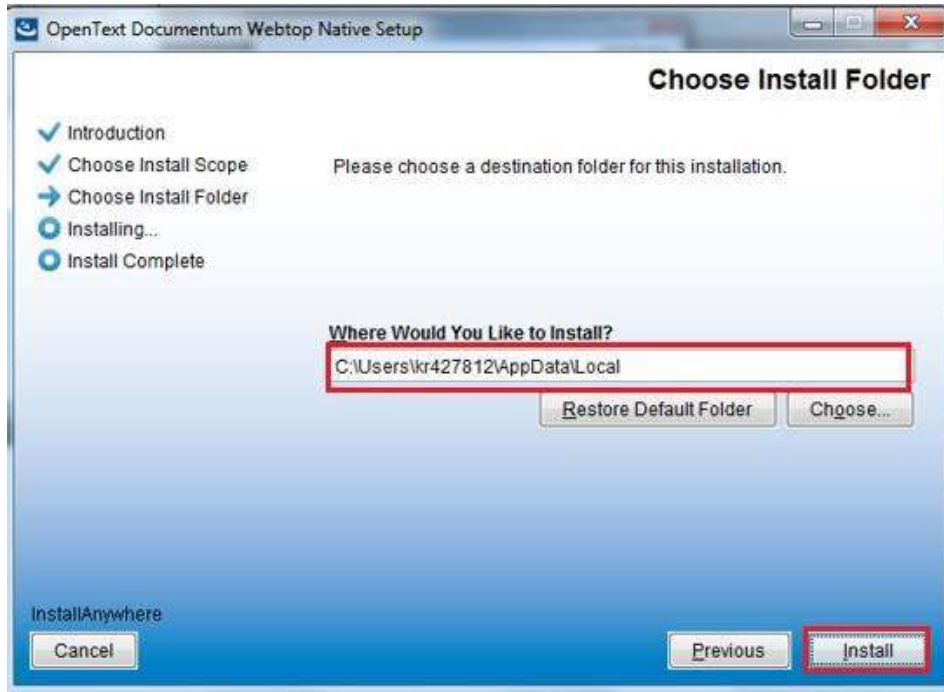 OpenText Documentum Webtop Native Setup
Choose Install Folder
Introduction
Choose Install Scope
Choose Install Folder
Installing...
Install Complete
Please choose a destination folder for this installation.
Where Would You Like to Install?
C:\Users\kr427812\AppData\Local
Restore Default Folder
Choose...
InstallAnywhere
Cancel
Previous
Install